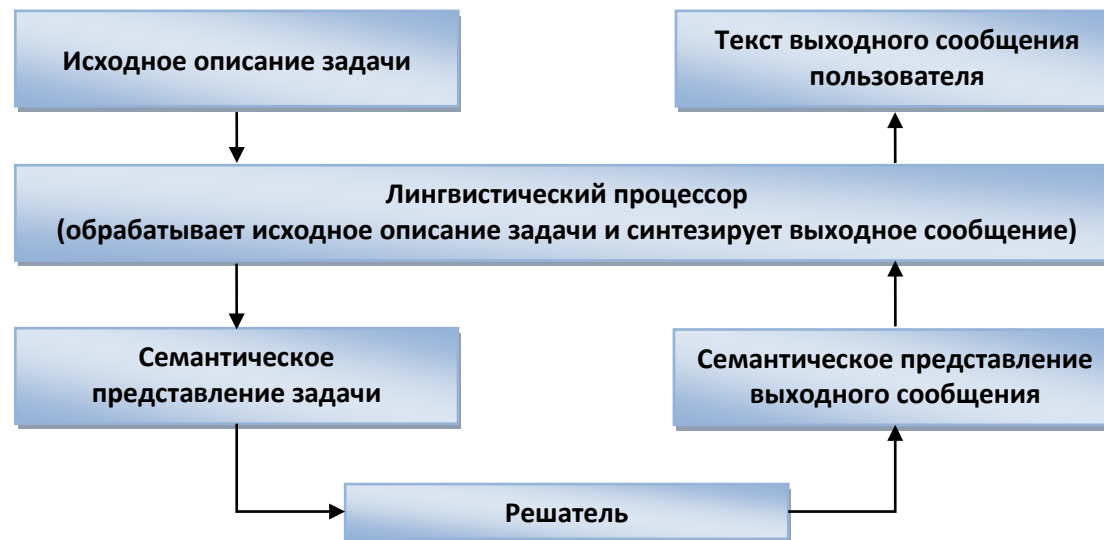 Исходное описание задачи
Текст выходного сообщения
пользователя
Лингвистический процессор
(обрабатывает исходное описание задачи и синтезирует выходное сообщение)
Семантическое
представление задачи
Семантическое представление
выходного сообщения
Решатель